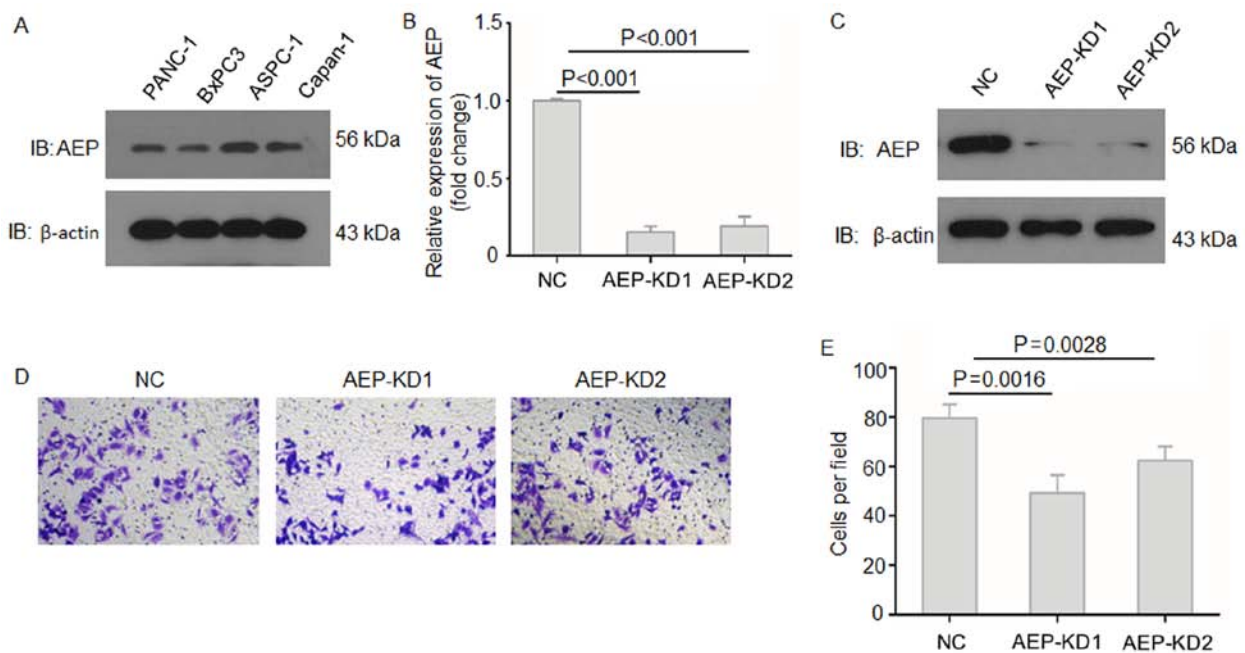 A
PANC-1
BxPC3
ASPC-1
Capan-1
IB: AEP
56 kDa
IB: β-actin
43 kDa
B
Relative expression of AEP
(fold change)
1.5
1.0
0.5
0
P<0.001
P<0.001
NC
AEP-KD1
AEP-KD2
C
NC
AEP-KD1
AEP-KD2
IB: AEP
56 kDa
IB: β-actin
43 kDa
D
NC
AEP-KD1
AEP-KD2
E
Cells per field
100
80
60
40
20
0
P=0.0028
P=0.0016
NC
AEP-KD1
AEP-KD2